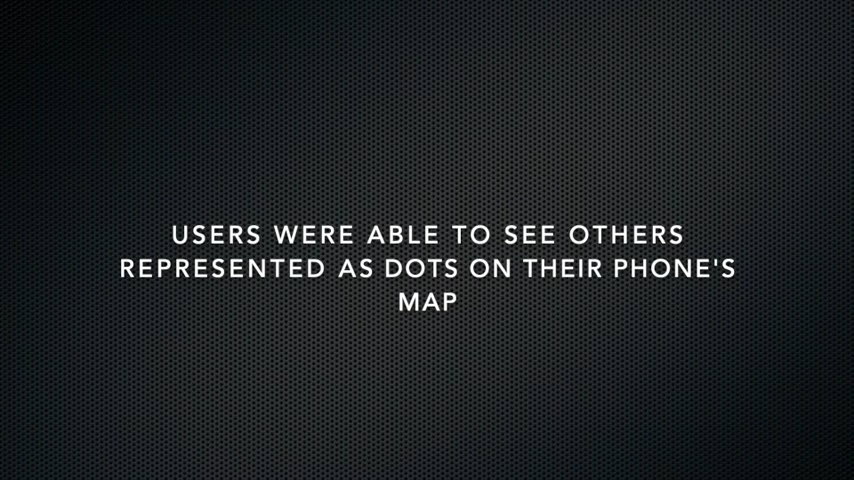 USERS WERE ABLE TO SEE OTHERS
REPRESENTED AS DOTS ON THEIR PHONE'S
MAP